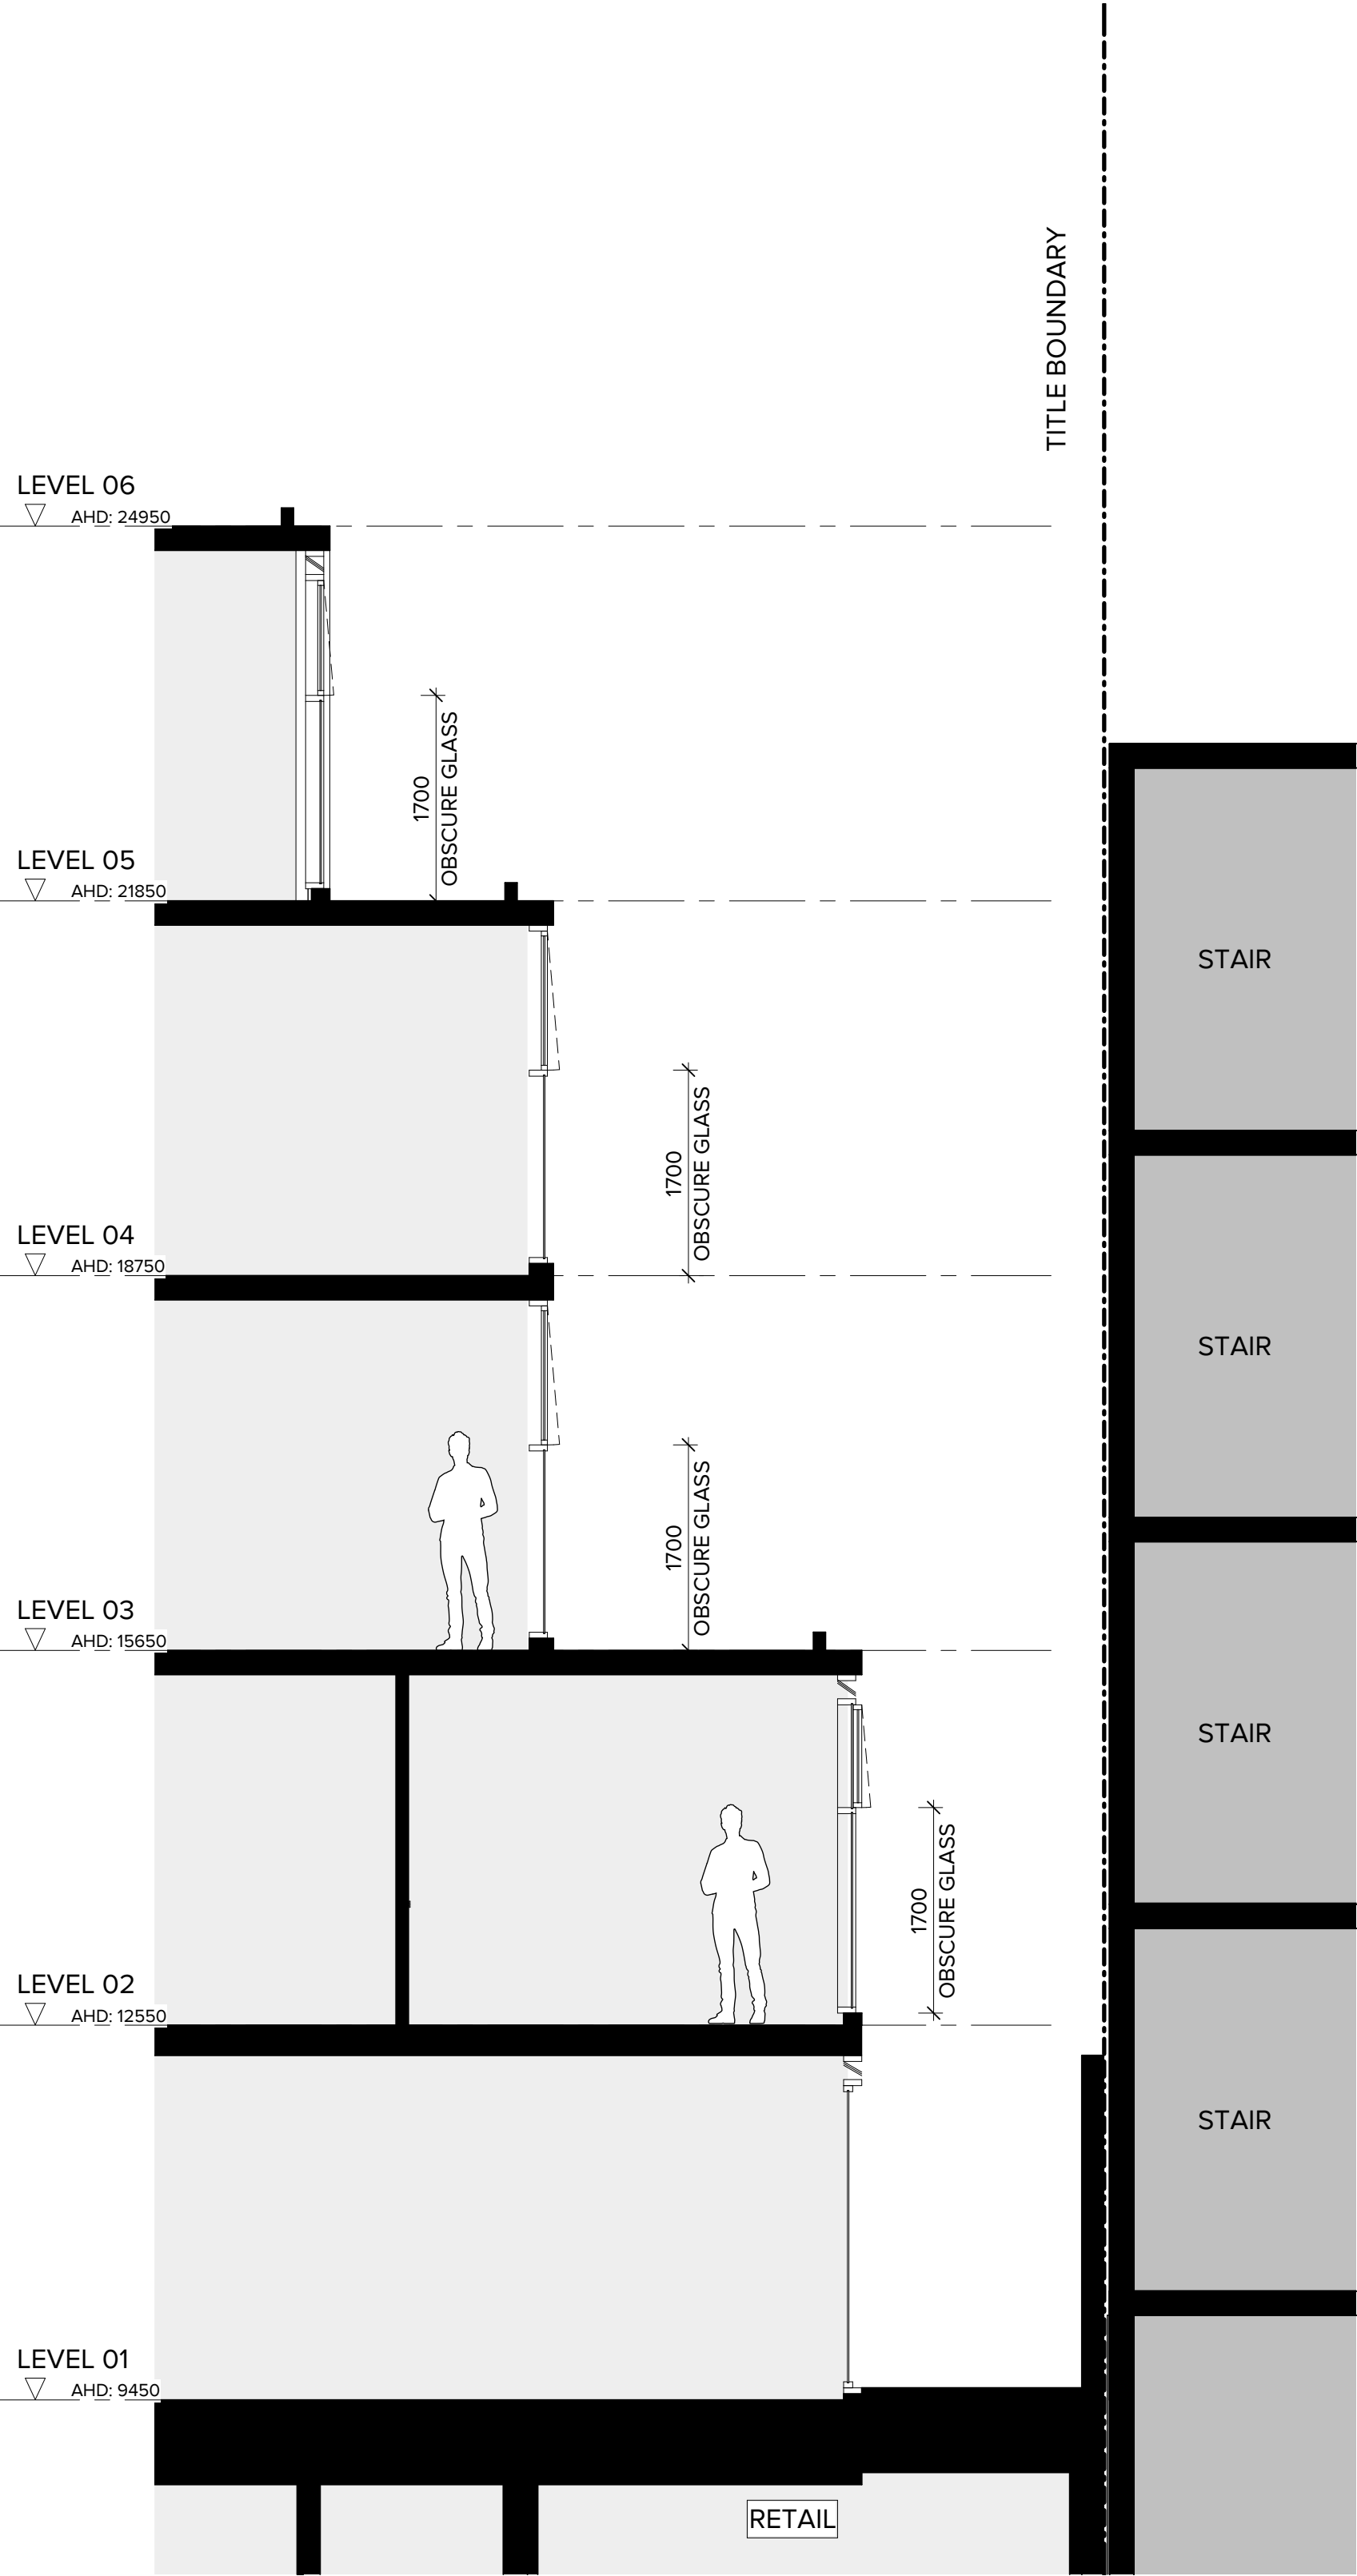 TITLE BOUNDARY
LEVEL 06
AHD: 24950
1700
OBSCURE GLASS
LEVEL 05
AHD: 21850
STAIR
1700
OBSCURE GLASS
LEVEL 04
AHD: 18750
STAIR
1700
OBSCURE GLASS
LEVEL 03
AHD: 15650
STAIR
1700
OBSCURE GLASS
LEVEL 02
AHD: 12550
STAIR
LEVEL 01
AHD: 9450
RETAIL